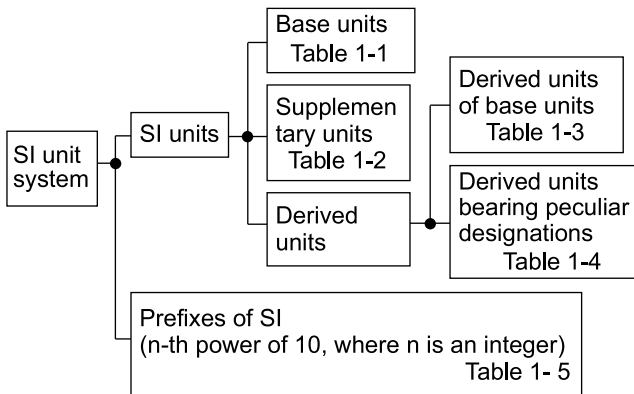 SI unit
system
SI units
Base units
Table 1-1
Supplemen
tary units
Table 1-2
Derived
units
Derived units
of base units
Table 1-3
Derived units
bearing peculiar
designations
Table 1-4
Prefixes of SI
(n-th power of 10, where n is an integer)
Table 1- 5